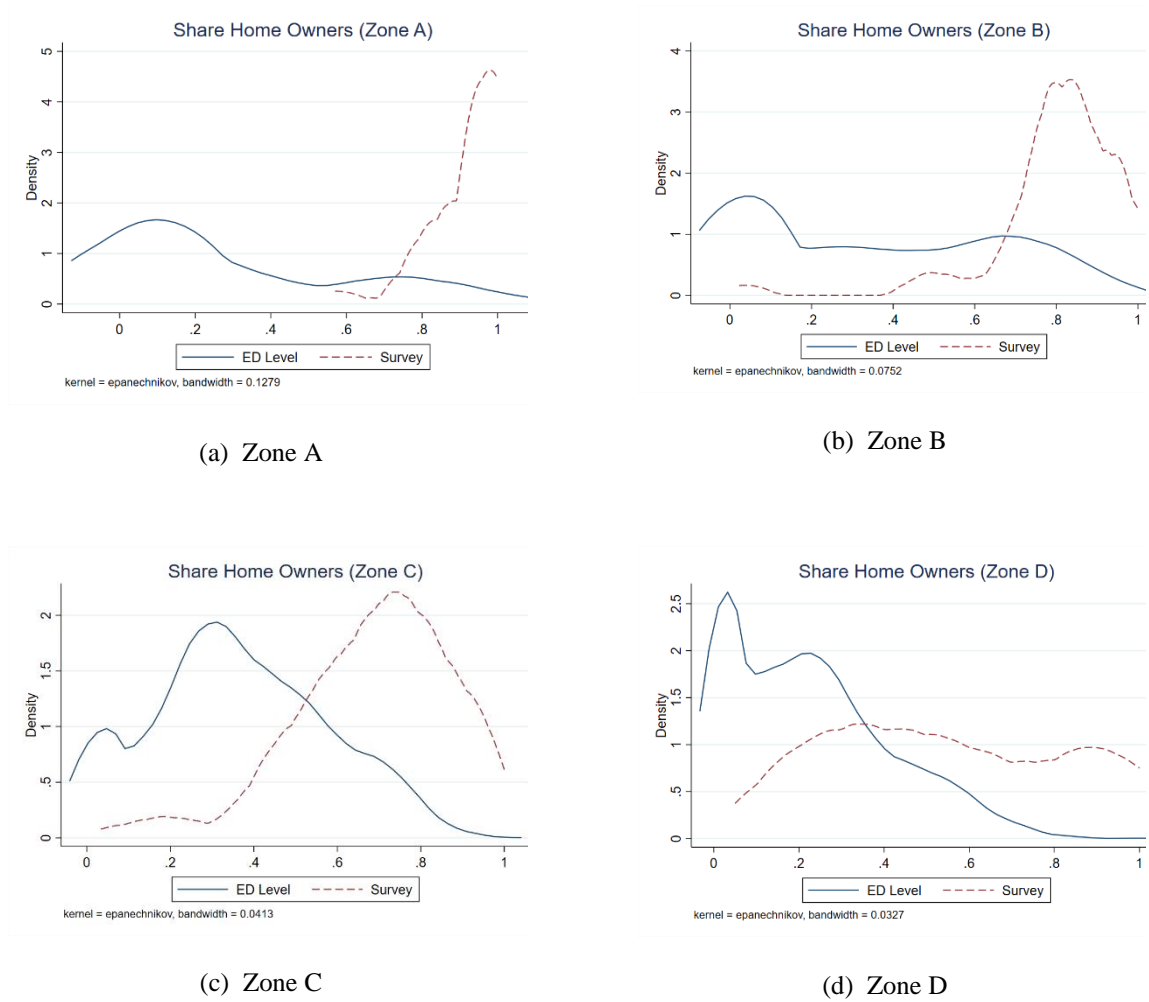 Share Home Owners (Zone A)
Density
0 1 2 3 4 5
0 .2 .4 .6 .8 1
ED Level Survey
kernel = epanechnikov, bandwidth = 0.1279
(a) Zone A
Share Home Owners (Zone B)
Density
0 1 2 3 4
0 .2 .4 .6 .8 1
ED Level Survey
kernel = epanechnikov, bandwidth = 0.0752
(b) Zone B
Share Home Owners (Zone C)
Density
0 .5 1 1.5 2
0 .2 .4 .6 .8 1
ED Level Survey
kernel = epanechnikov, bandwidth = 0.0413
(c) Zone C
Share Home Owners (Zone D)
Density
0 .5 1 1.5 2 2.5
0 .2 .4 .6 .8 1
ED Level Survey
kernel = epanechnikov, bandwidth = 0.0327
(d) Zone D